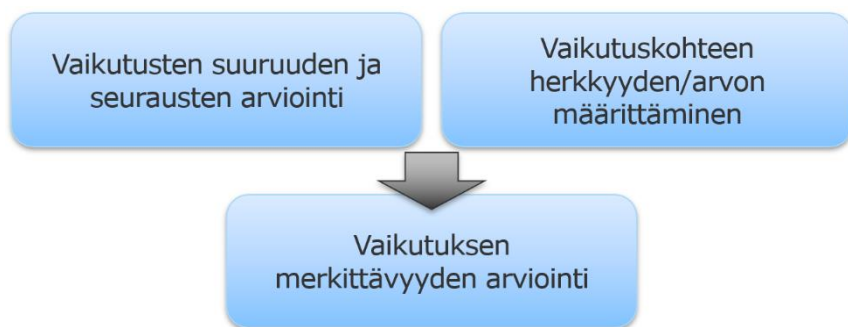 Vaikutusten suuruuden ja
seurausten arviointi
Vaikutuskohteen
herkkyyden/arvon
määrittäminen
Vaikutuksen
merkittävyyden arviointi